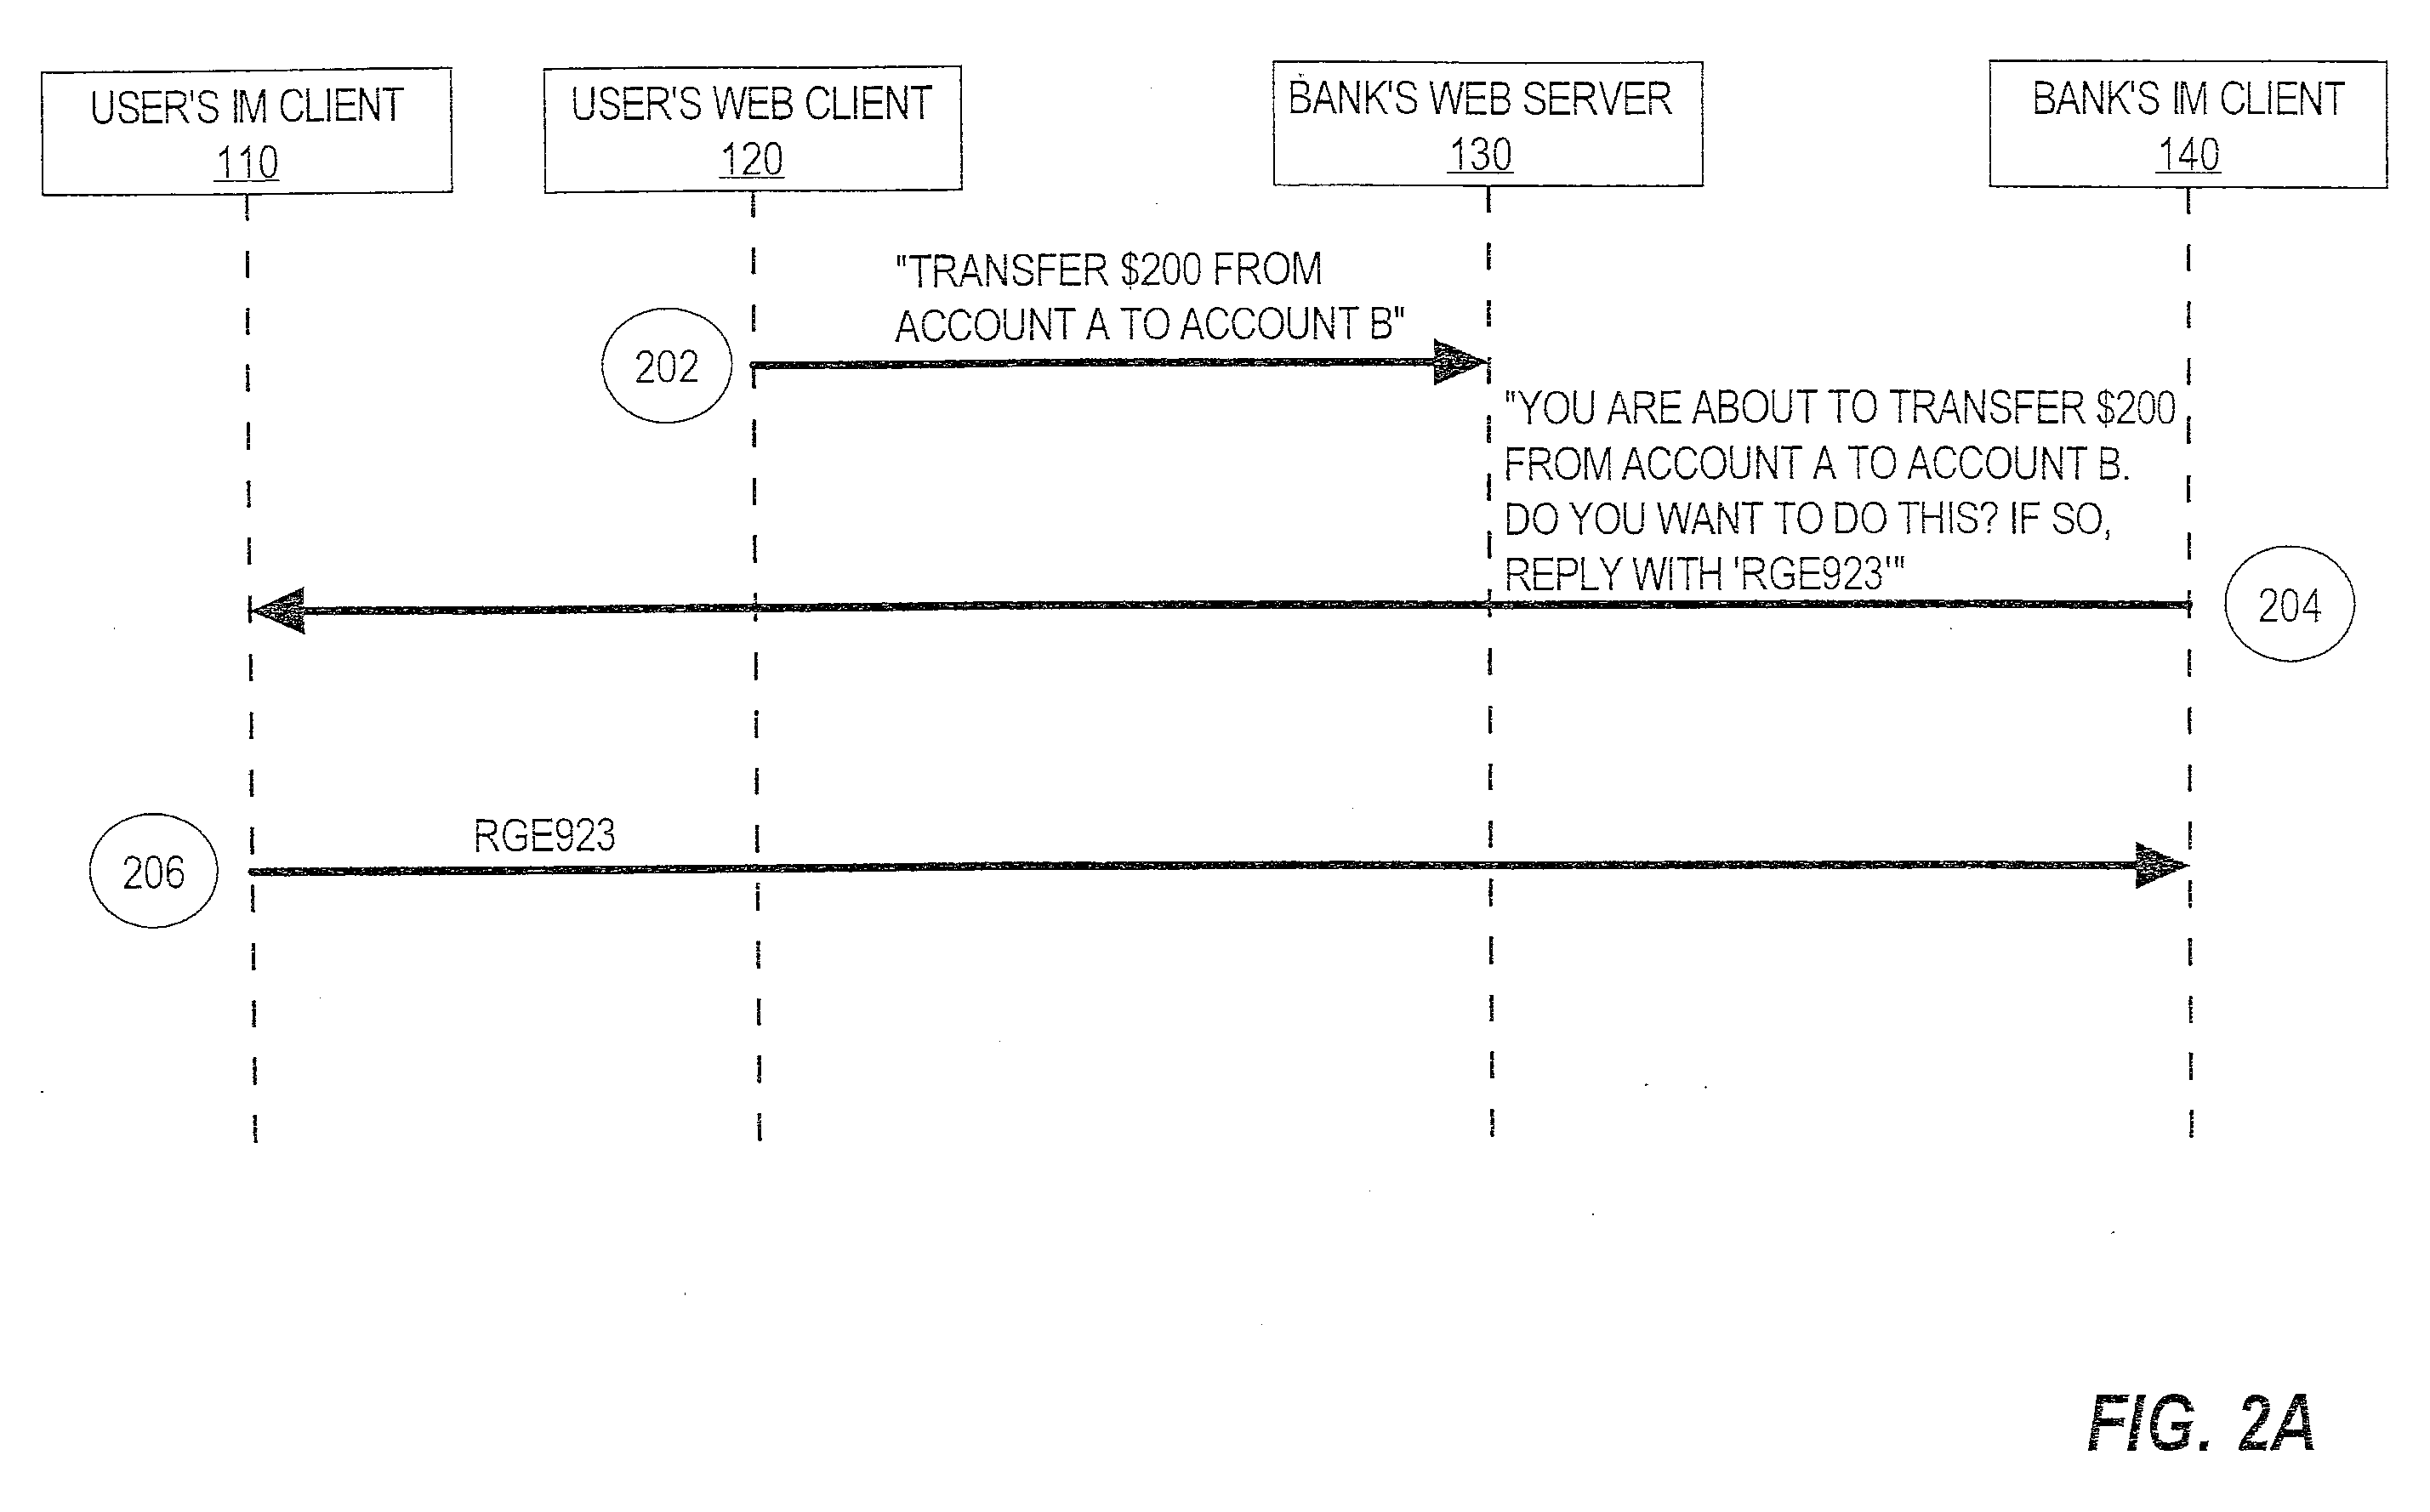 USER'S IM CLIENT
110
USER'S WEB CLIENT
120
BANK'S WEB SERVER
130
BANK'S IM CLIENT
140
"TRANSFER $200 FROM
ACCOUNT A TO ACCOUNT B"
202
"YOU ARE ABOUT TO TRANSFER $200
FROM ACCOUNT A TO ACCOUNT B.
DO YOU WANT TO DO THIS? IF SO,
REPLY WITH 'RGE923'"
204
RGE923
206
FIG. 2A